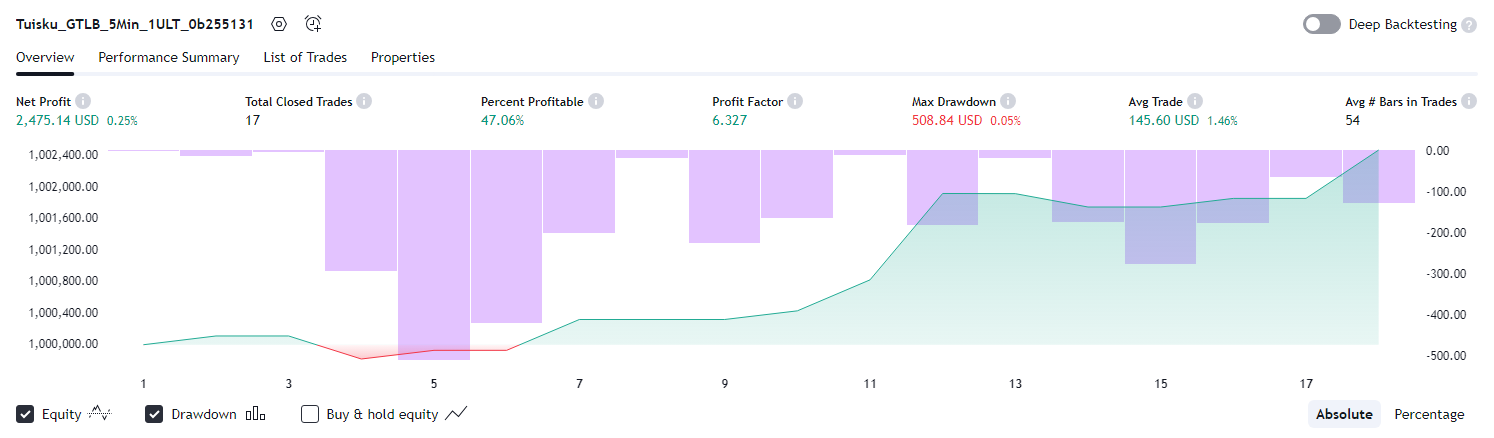 Tuisku_GTLB_5Min_1ULT_0b255131
Deep Backtesting ?
Overview Performance Summary List of Trades Properties
Net Profit i Total Closed Trades i Percent Profitable i Profit Factor i Max Drawdown i Avg Trade i Avg # Bars in Trades i
2,475.14 USD 0.25% 17 47.06% 6.327 508.84 USD 0.05% 145.60 USD 1.46% 54
1,002,400.00 0.00
1,002,000.00 -100.00
1,001,600.00 -200.00
1,001,200.00 -300.00
1,000,800.00 -400.00
1,000,400.00 -500.00
1,000,000.00
1 3 5 7 9 11 13 15 17
Equity Drawdown Buy & hold equity Absolute Percentage